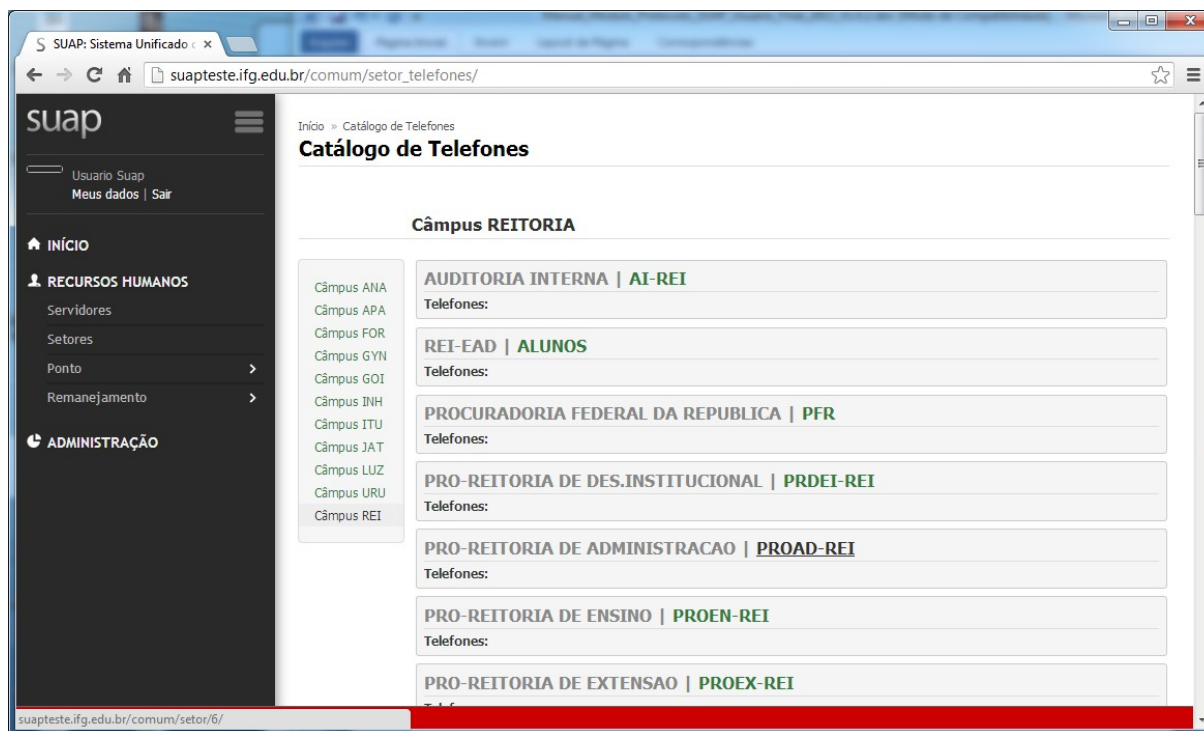 SUAP: Sistema Unificado
suapteste.ifg.edu.br/comum/setor_telefones/
suap
Usuario Suap
Meus dados | Sair
INÍCIO
RECURSOS HUMANOS
Servidores
Setores
Ponto
Remanejamento
ADMINISTRAÇÃO
Início » Catálogo de Telefones
Catálogo de Telefones
Câmpus REITORIA
Câmpus ANA
Câmpus APA
Câmpus FOR
Câmpus GYN
Câmpus GOI
Câmpus INH
Câmpus ITU
Câmpus JAT
Câmpus LUZ
Câmpus URU
Câmpus REI
AUDITORIA INTERNA | AI-REI
Telefones:
REI-EAD | ALUNOS
Telefones:
PROCURADORIA FEDERAL DA REPUBLICA | PFR
Telefones:
PRO-REITORIA DE DES.INSTITUCIONAL | PRDEI-REI
Telefones:
PRO-REITORIA DE ADMINISTRACAO | PROAD-REI
Telefones:
PRO-REITORIA DE ENSINO | PROEN-REI
Telefones:
PRO-REITORIA DE EXTENSAO | PROEX-REI
suapteste.ifg.edu.br/comum/setor/6/